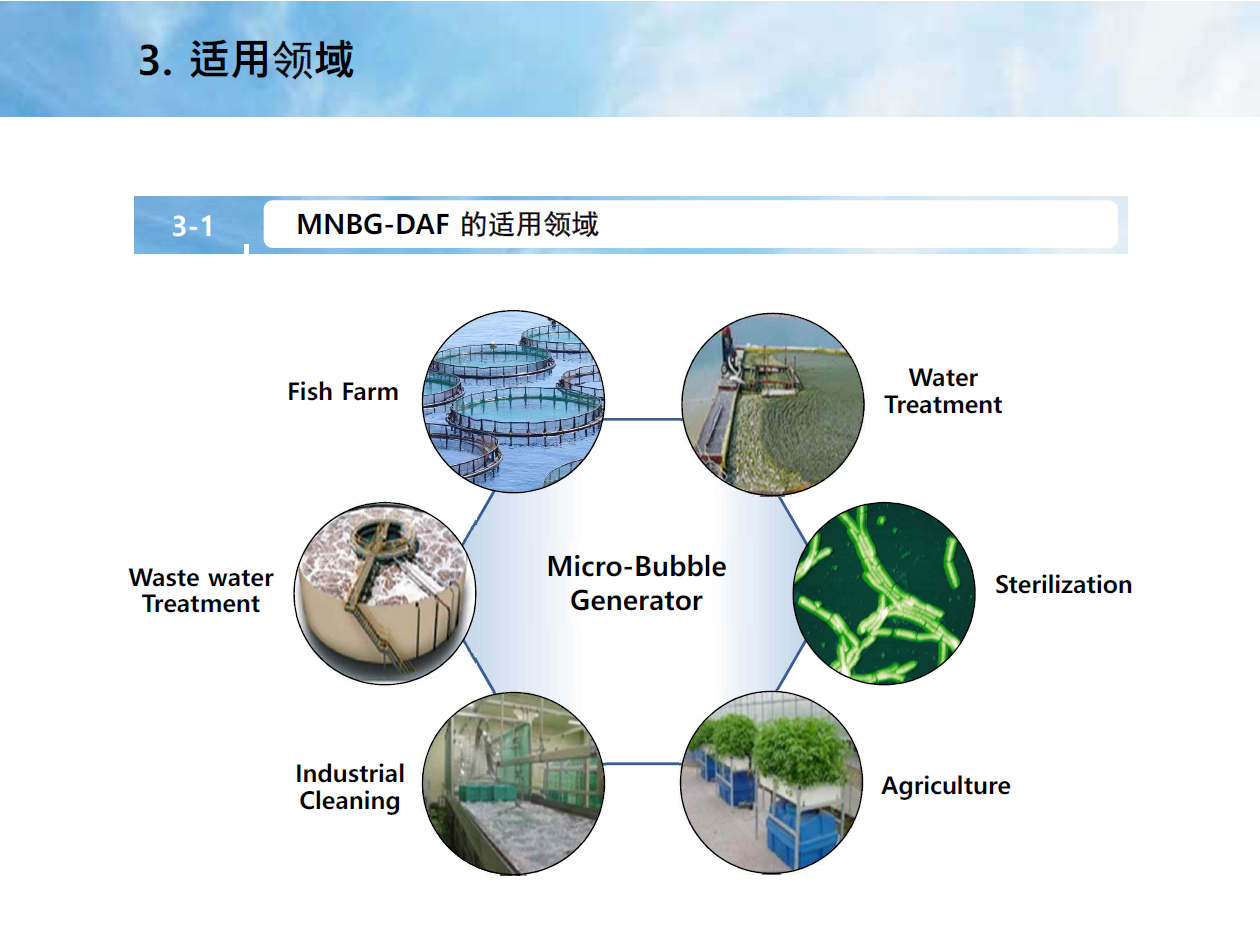 3. 适用领域
3-1
MNBG-DAF 的适用领域
Fish Farm
Water
Treatment
Waste water
Treatment
Micro-Bubble
Generator
Sterilization
Industrial
Cleaning
Agriculture